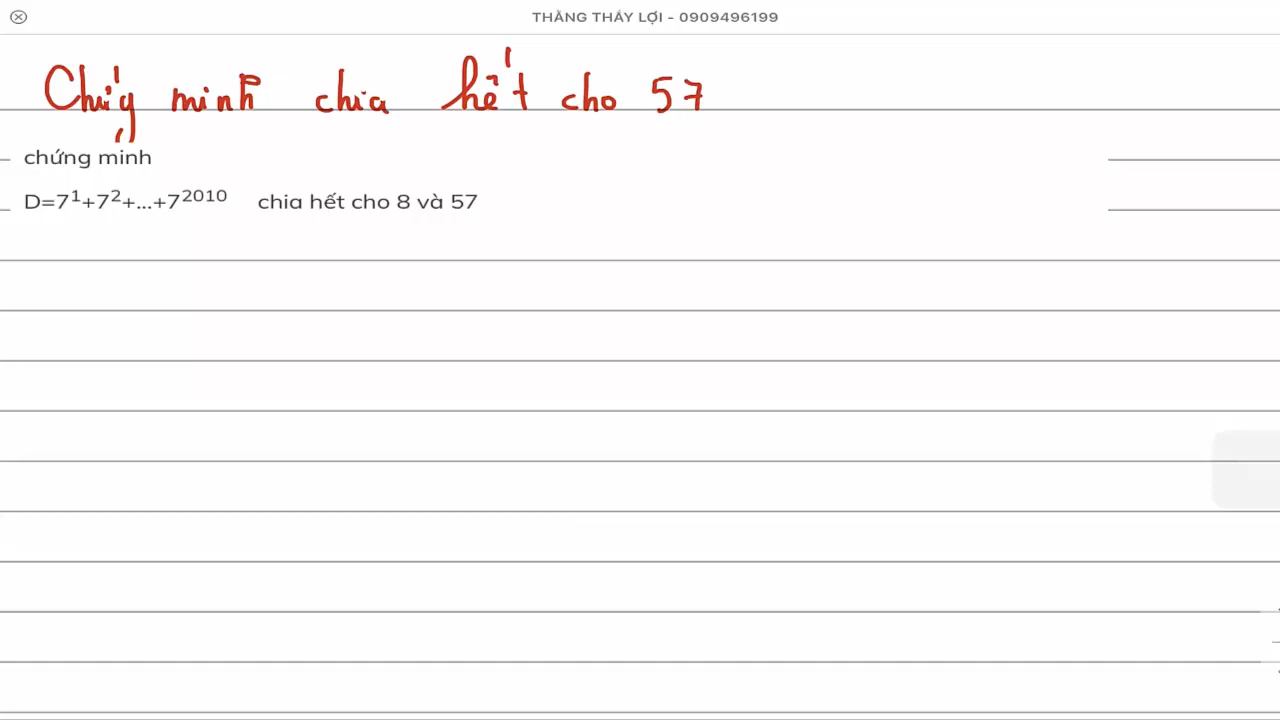 THẦNG THẦY LỢI - 0909496199
Chứng minh chia hết cho 57
chứng minh
D=7¹+7²+...+7²⁰¹⁰ chia hết cho 8 và 57